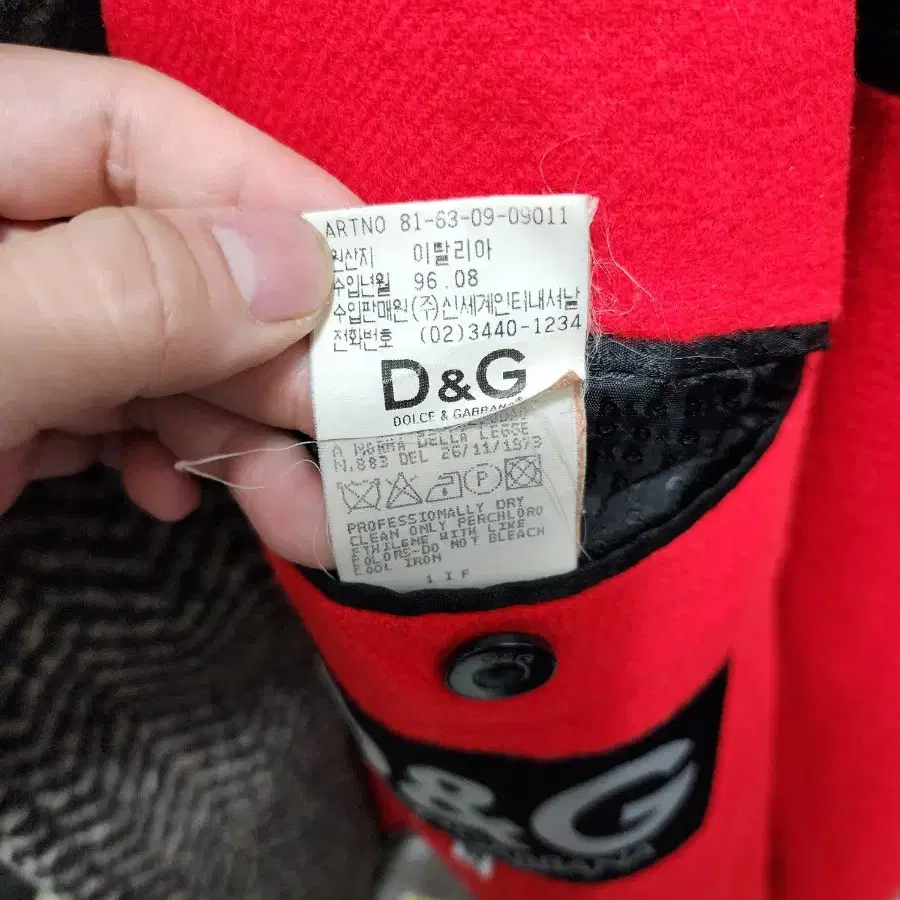 ARTNO 81-63-09-09011
원산지 이탈리아
수입년월 96.08
수입판매원(주)신세계인터내셔날
전화번호 (02)3440-1234
D&G
DOLCE & GABBANA®
A NORMA DELLA LEGGE
N.883 DEL 26/11/1973
P
PROFESSIONALLY DRY
CLEAN ONLY PERCHLORO
ETHILENE WITH LIKE
COLORS-DO NOT BLEACH
COOL IRON
1 I F
D&G
&G
GABBANA